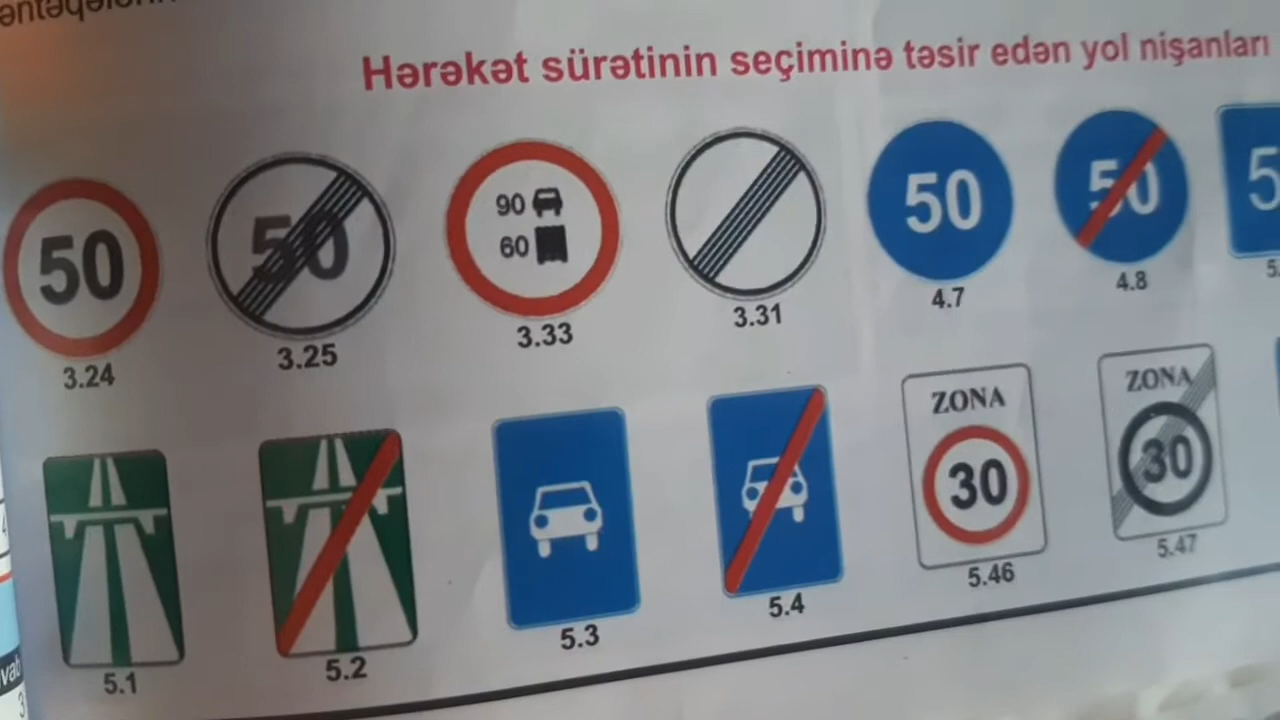 Hərəkət sürətinin seçiminə təsir edən yol nişanları
50 50 90 60 50 50 5
3.24 3.25 3.33 3.31 4.7 4.8 5.
ZONA 30 ZONA 30
5.1 5.2 5.3 5.4 5.46 5.47